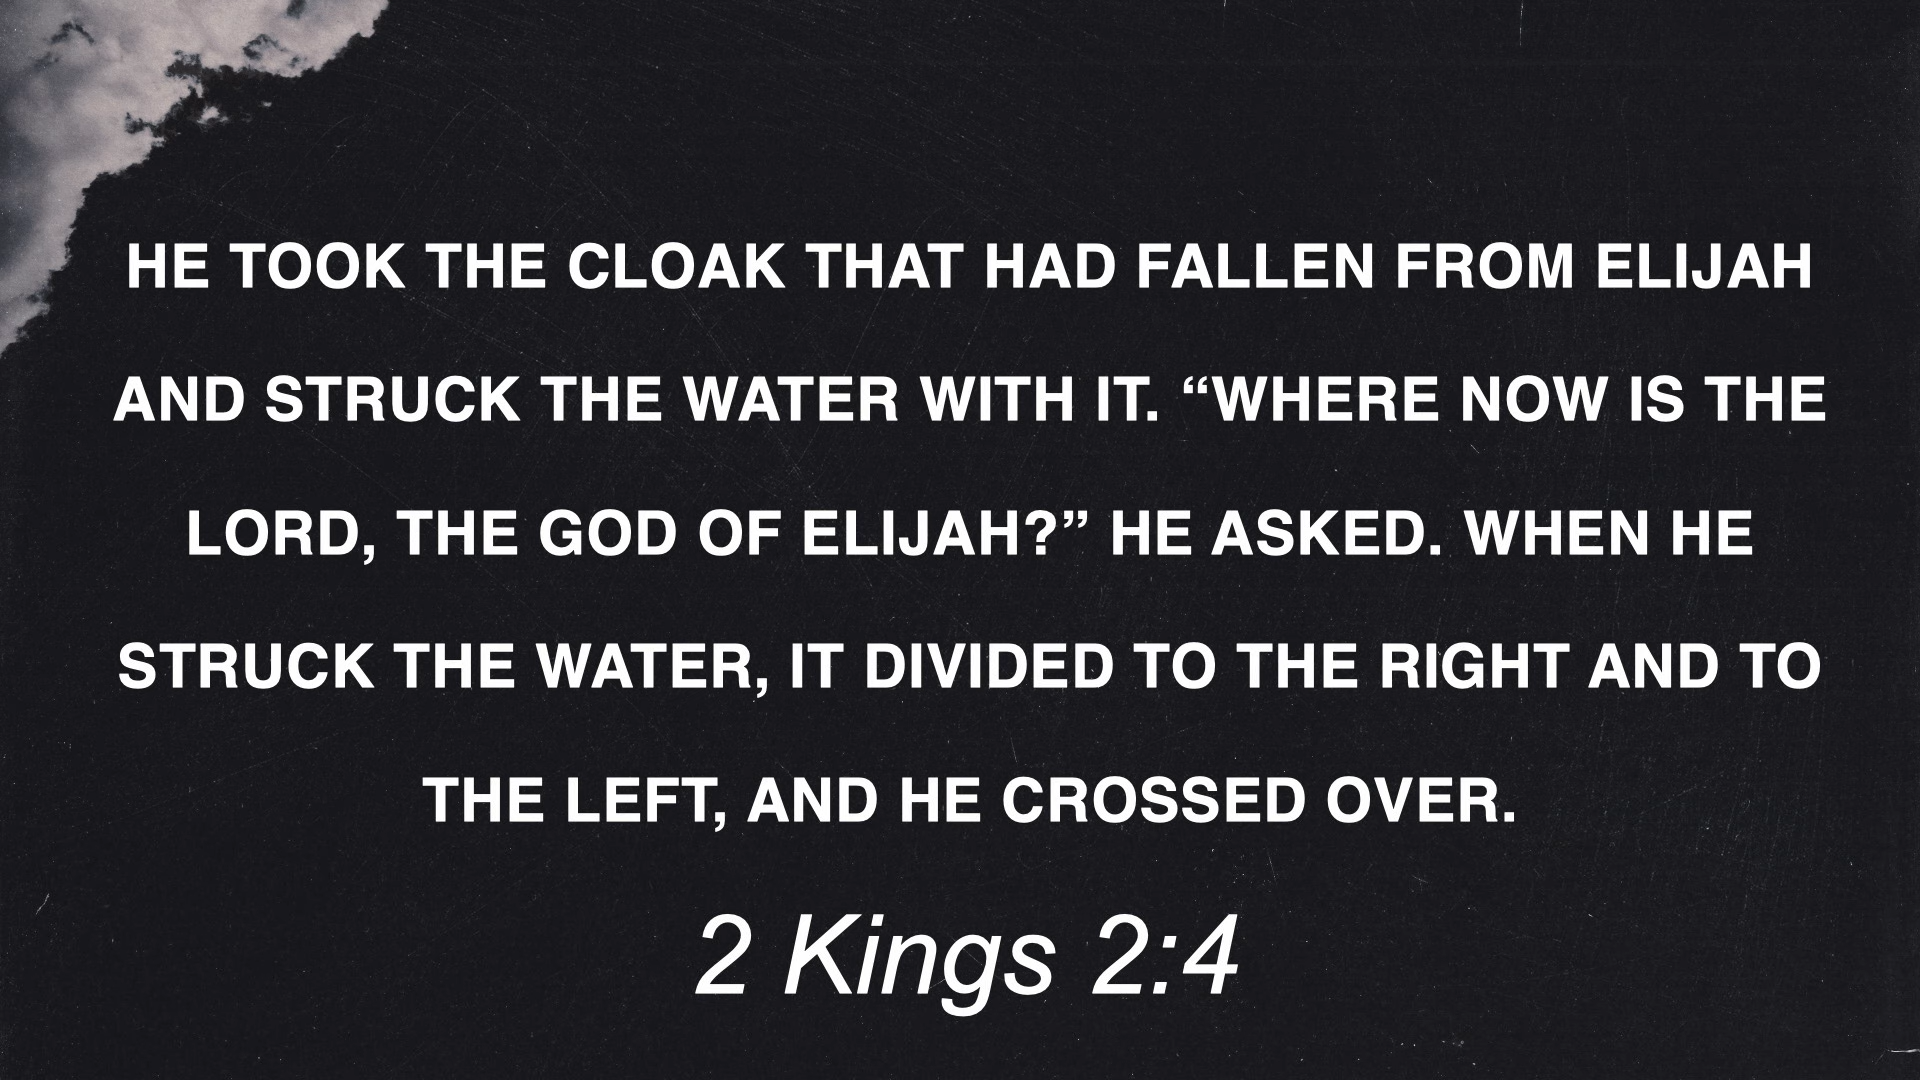 HE TOOK THE CLOAK THAT HAD FALLEN FROM ELIJAH
AND STRUCK THE WATER WITH IT. “WHERE NOW IS THE
LORD, THE GOD OF ELIJAH?” HE ASKED. WHEN HE
STRUCK THE WATER, IT DIVIDED TO THE RIGHT AND TO
THE LEFT, AND HE CROSSED OVER.
2 Kings 2:4